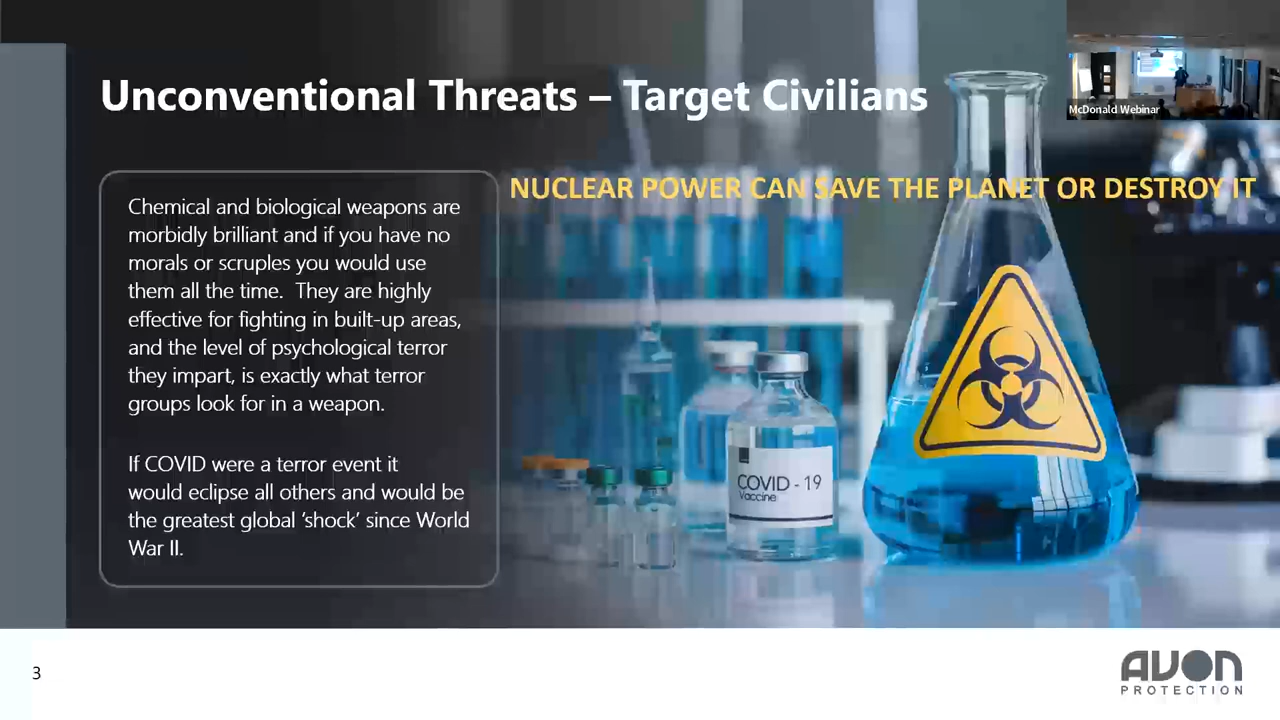 McDonald Webinar
Unconventional Threats – Target Civilians
NUCLEAR POWER CAN SAVE THE PLANET OR DESTROY IT
Chemical and biological weapons are
morbidly brilliant and if you have no
morals or scruples you would use
them all the time.  They are highly
effective for fighting in built-up areas,
and the level of psychological terror
they impart, is exactly what terror
groups look for in a weapon.
If COVID were a terror event it
would eclipse all others and would be
the greatest global ‘shock’ since World
War II.
COVID - 19
Vaccine
3
AVON
PROTECTION